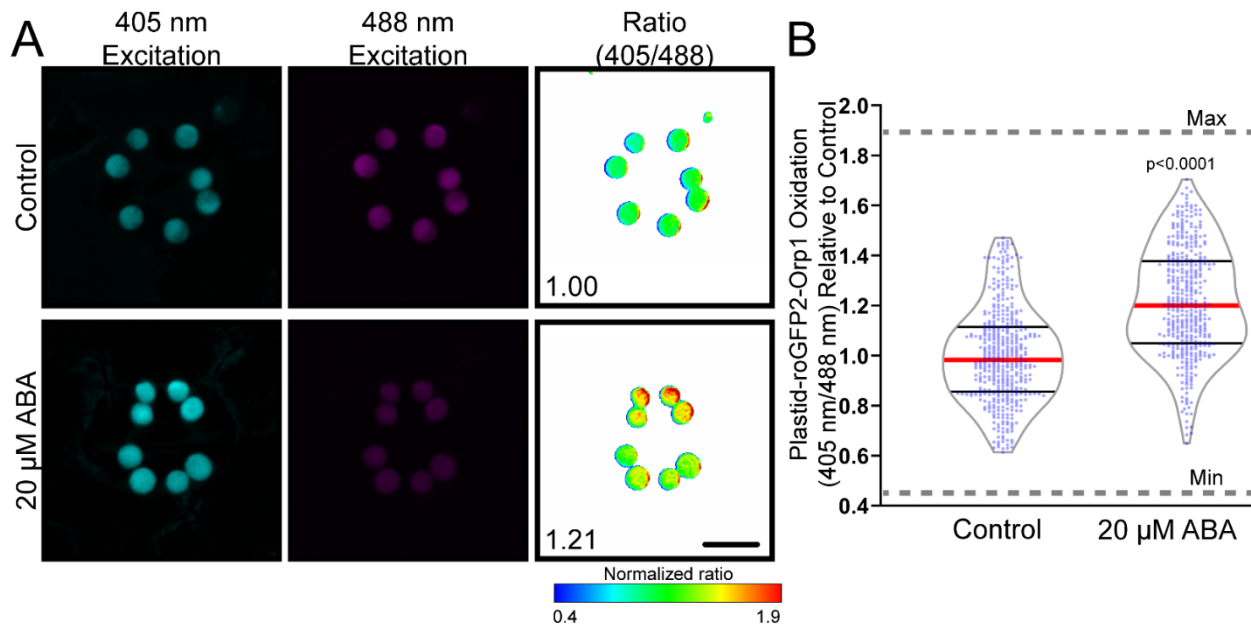 A
405 nm
Excitation
488 nm
Excitation
Ratio
(405/488)
Control
1.00
20 µM ABA
1.21
Normalized ratio
0.4
1.9
B
Plastid-roGFP2-Orp1 Oxidation
(405 nm/488 nm) Relative to Control
2.0
1.8
1.6
1.4
1.2
1.0
0.8
0.6
0.4
Max
p<0.0001
Min
Control
20 µM ABA